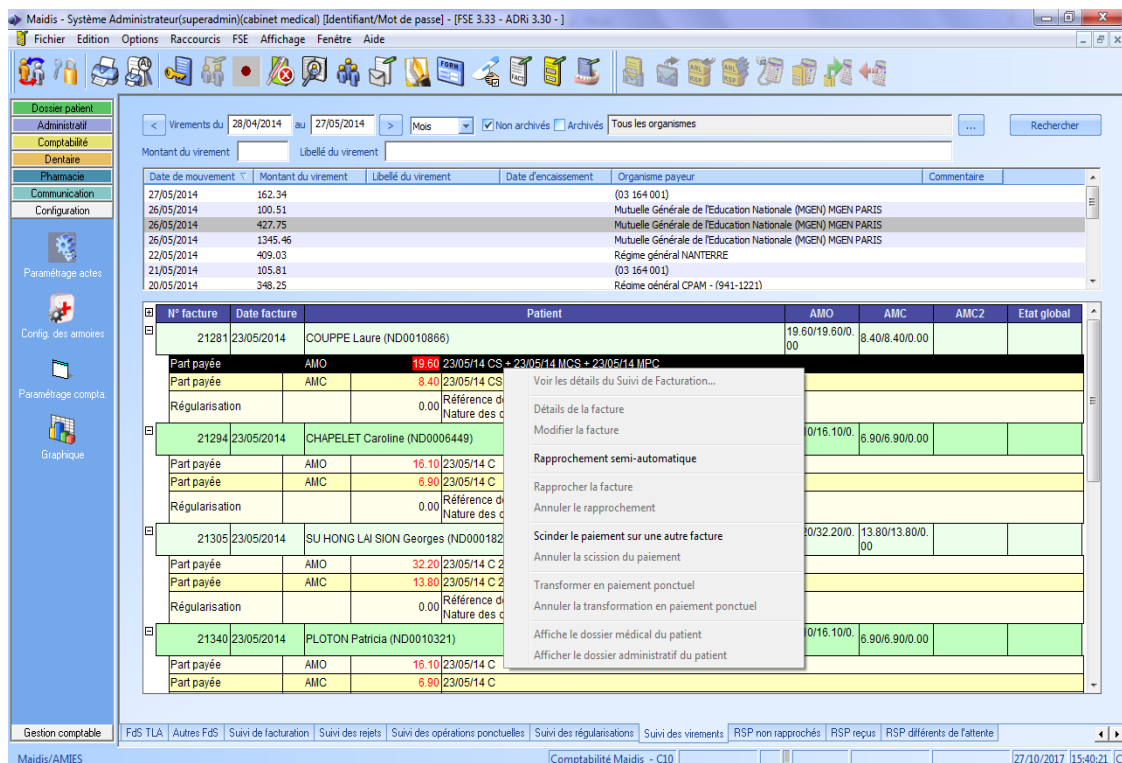 Maidis - Système Administrateur(superadmin)(cabinet medical) [Identifiant/Mot de passe] - [FSE 3.33 - ADRi 3.30 - ]
Fichier Edition Options Raccourcis FSE Affichage Fenêtre Aide
FORM
FACT
ARL
ARL
RSP
Dossier patient
Administratif
Comptabilité
Dentaire
Pharmacie
Communication
Configuration
Paramétrage actes
Config. des armoires
Paramétrage compta.
Graphique
Gestion comptable
< Virements du 28/04/2014 au 27/05/2014 > Mois Non archivés Archivés Tous les organismes ... Rechercher
Montant du virement Libellé du virement
Date de mouvement Montant du virement Libellé du virement Date d'encaissement Organisme payeur Commentaire
27/05/2014 162.34 (03 164 001)
26/05/2014 100.51 Mutuelle Générale de l'Education Nationale (MGEN) MGEN PARIS
26/05/2014 427.75 Mutuelle Générale de l'Education Nationale (MGEN) MGEN PARIS
26/05/2014 1345.46 Mutuelle Générale de l'Education Nationale (MGEN) MGEN PARIS
22/05/2014 409.03 Régime général NANTERRE
21/05/2014 105.81 (03 164 001)
20/05/2014 348.25 Régime général CPAM - (941-1221)
N° facture Date facture Patient AMO AMC AMC2 Etat global
21281 23/05/2014 COUPPE Laure (ND0010866) 19.60/19.60/0.00 8.40/8.40/0.00
Part payée AMO 19.60 23/05/14 CS + 23/05/14 MCS + 23/05/14 MPC
Part payée AMC 8.40 23/05/14 CS
Régularisation 0.00 Référence d
Nature des
21294 23/05/2014 CHAPELET Caroline (ND0006449) 0/16.10/0. 6.90/6.90/0.00
Part payée AMO 16.10 23/05/14 C
Part payée AMC 6.90 23/05/14 C
Régularisation 0.00 Référence d
Nature des
21305 23/05/2014 SU HONG LAI SION Georges (ND000182 0/32.20/0. 13.80/13.80/0.00
Part payée AMO 32.20 23/05/14 C 2
Part payée AMC 13.80 23/05/14 C 2
Régularisation 0.00 Référence d
Nature des
21340 23/05/2014 PLOTON Patricia (ND0010321) 0/16.10/0. 6.90/6.90/0.00
Part payée AMO 16.10 23/05/14 C
Part payée AMC 6.90 23/05/14 C
Voir les détails du Suivi de Facturation...
Détails de la facture
Modifier la facture
Rapprochement semi-automatique
Rapprocher la facture
Annuler le rapprochement
Scinder le paiement sur une autre facture
Annuler la scission du paiement
Transformer en paiement ponctuel
Annuler la transformation en paiement ponctuel
Affiche le dossier médical du patient
Afficher le dossier administratif du patient
FdS TLA Autres FdS Suivi de facturation Suivi des rejets Suivi des opérations ponctuelles Suivi des régularisations Suivi des virements RSP non rapprochés RSP reçus RSP différents de l'attente
Maidis/AMIES Comptabilité Maidis - C10 27/10/2017 15:40:21 C